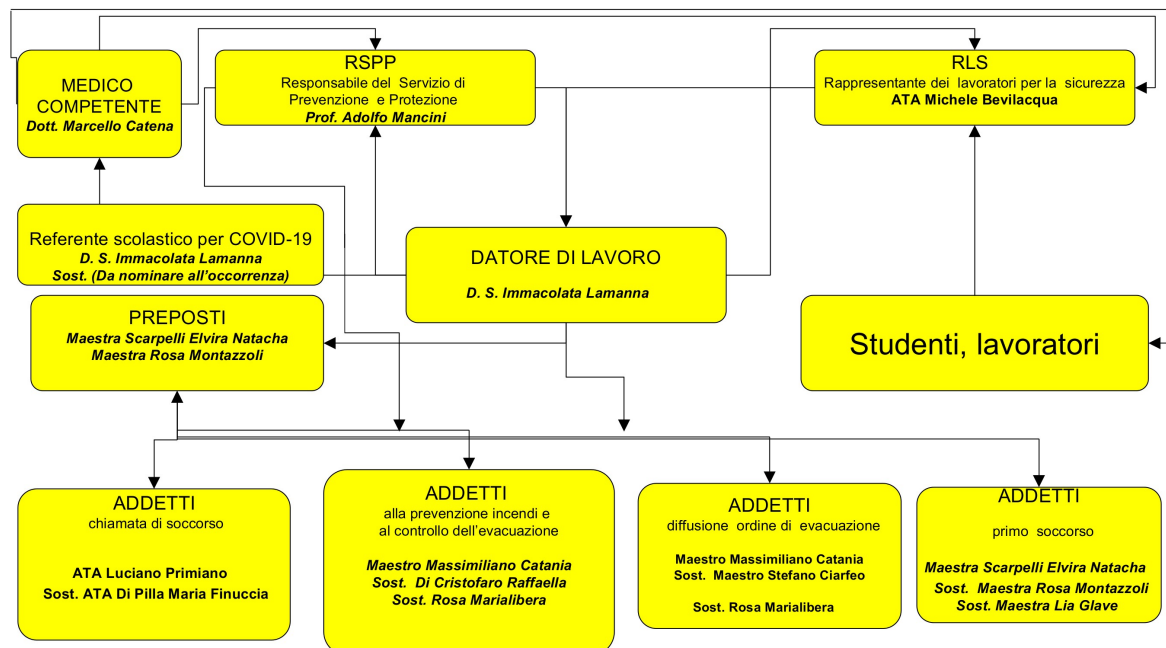 MEDICO
COMPETENTE
Dott. Marcello Catena
RSPP
Responsabile del Servizio di
Prevenzione e Protezione
Prof. Adolfo Mancini
RLS
Rappresentante dei lavoratori per la sicurezza
ATA Michele Bevilacqua
Referente scolastico per COVID-19
D. S. Immacolata Lamanna
Sost. (Da nominare all'occorrenza)
DATORE DI LAVORO
D. S. Immacolata Lamanna
PREPOSTI
Maestra Scarpelli Elvira Natacha
Maestra Rosa Montazzoli
Studenti, lavoratori
ADDETTI
chiamata di soccorso
ATA Luciano Primiano
Sost. ATA Di Pilla Maria Finuccia
ADDETTI
alla prevenzione incendi e
al controllo dell'evacuazione
Maestro Massimiliano Catania
Sost. Di Cristofaro Raffaella
Sost. Rosa Marialibera
ADDETTI
diffusione ordine di evacuazione
Maestro Massimiliano Catania
Sost. Maestro Stefano Ciarfeo
Sost. Rosa Marialibera
ADDETTI
primo soccorso
Maestra Scarpelli Elvira Natacha
Sost. Maestra Rosa Montazzoli
Sost. Maestra Lia Glave